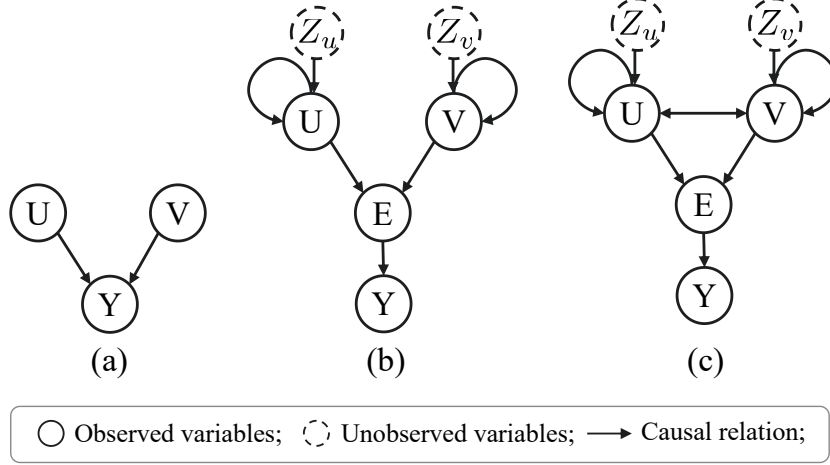 Z_u Z_v Z_u Z_v
U V U V
U V E E
Y Y Y
(a) (b) (c)
Observed variables; Unobserved variables; Causal relation;